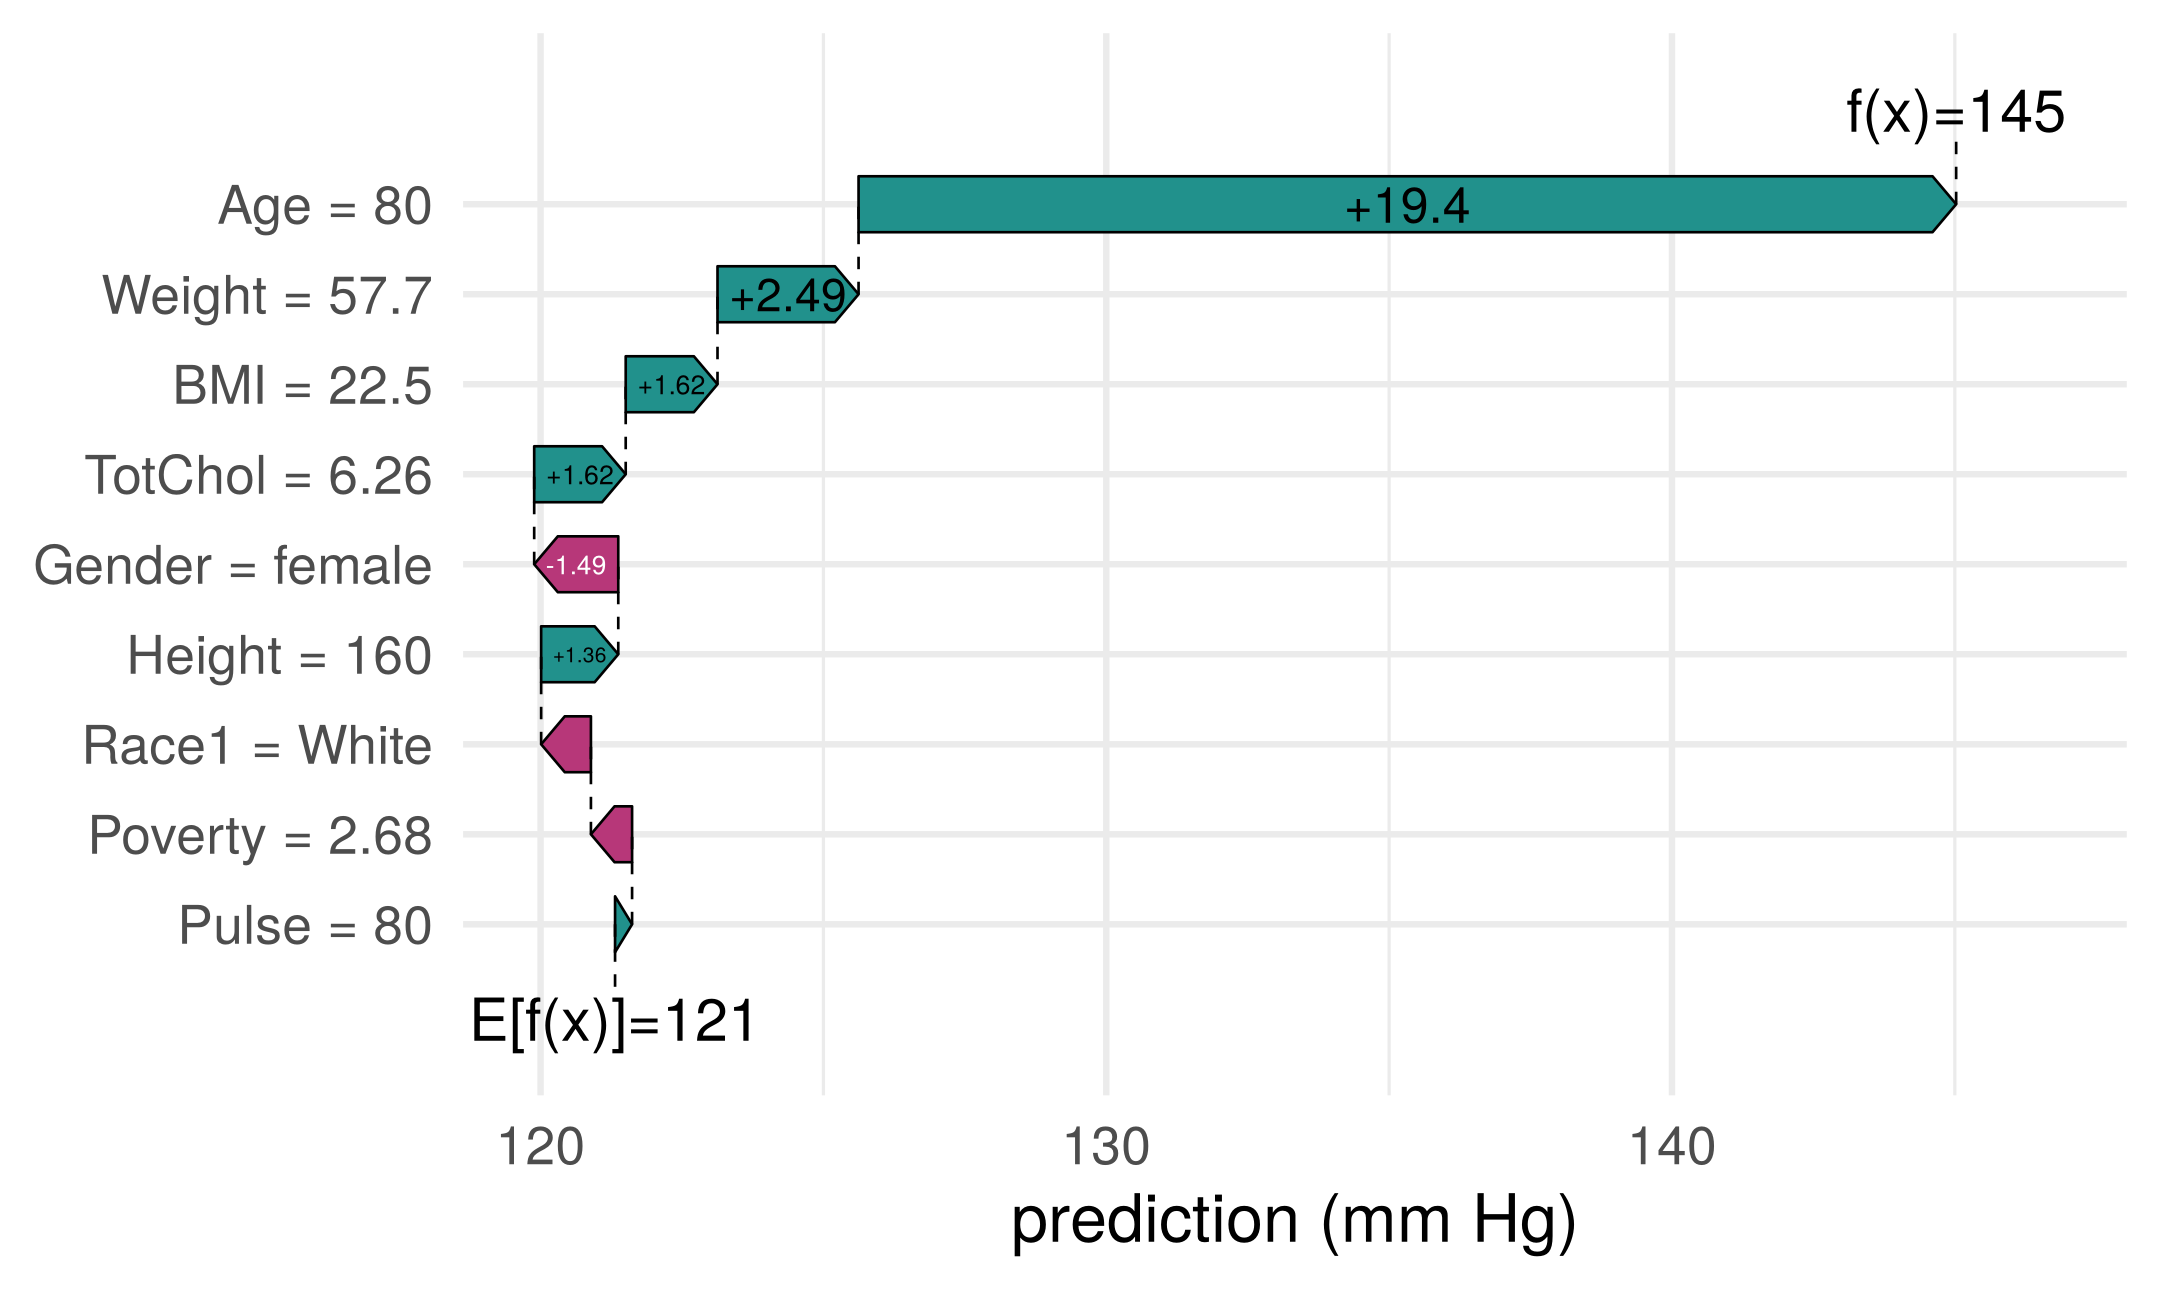 f(x)=145
Age = 80 +19.4
Weight = 57.7 +2.49
BMI = 22.5 +1.62
TotChol = 6.26 +1.62
Gender = female -1.49
Height = 160 +1.36
Race1 = White
Poverty = 2.68
Pulse = 80
E[f(x)]=121
120 130 140
prediction (mm Hg)